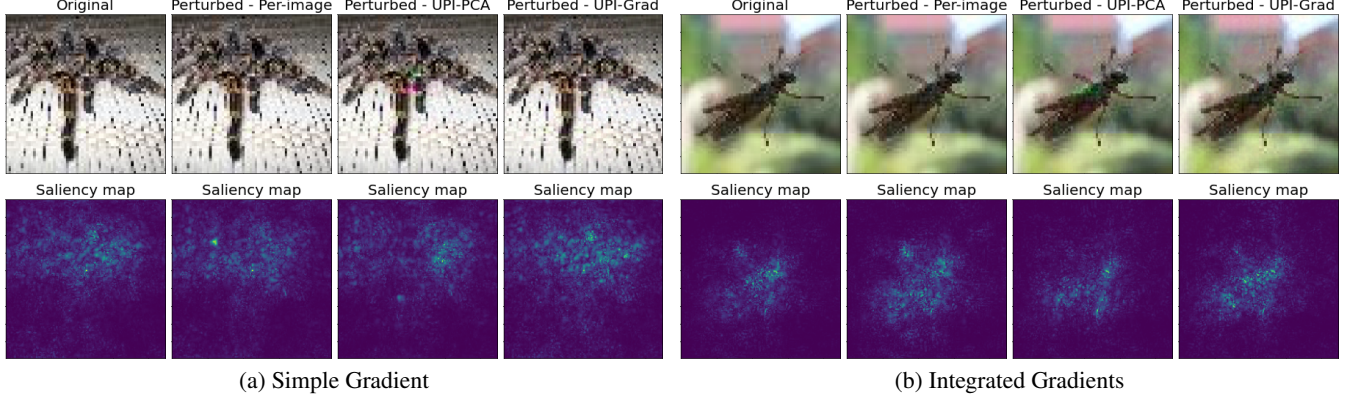 Original Perturbed - Per-image Perturbed - UPI-PCA Perturbed - UPI-Grad
Original Perturbed - Per-image Perturbed - UPI-PCA Perturbed - UPI-Grad
Saliency map Saliency map Saliency map Saliency map
Saliency map Saliency map Saliency map Saliency map
(a) Simple Gradient
(b) Integrated Gradients